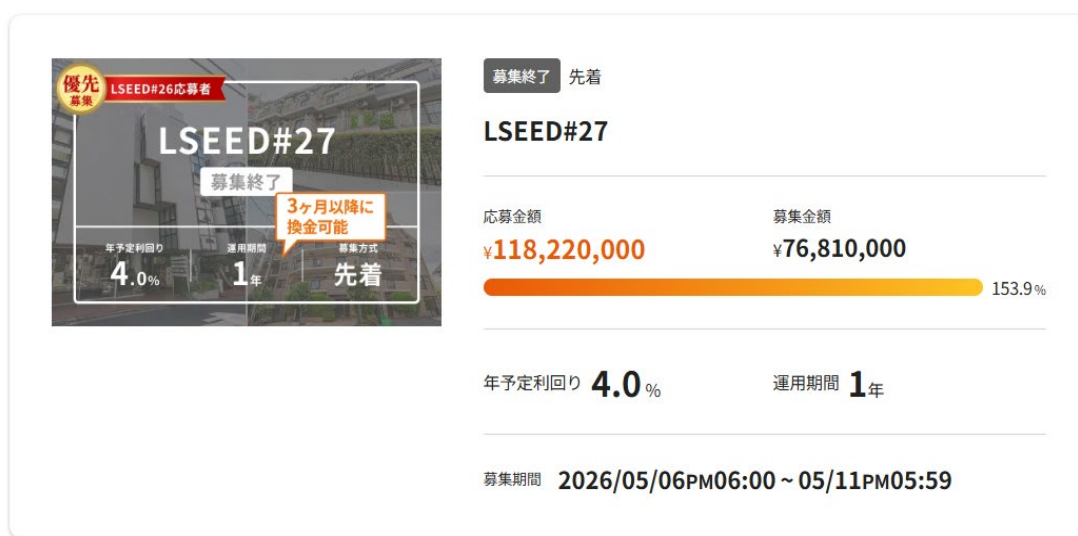 優先
募集
LSEED#26応募者
LSEED#27
募集終了
3ヶ月以降に
換金可能
年予定利回り 運用期間 募集方式
4.0% 1年 先着
募集終了 先着
LSEED#27
応募金額 募集金額
¥118,220,000 ¥76,810,000
153.9%
年予定利回り 4.0% 運用期間 1年
募集期間 2026/05/06PM06:00 ~ 05/11PM05:59